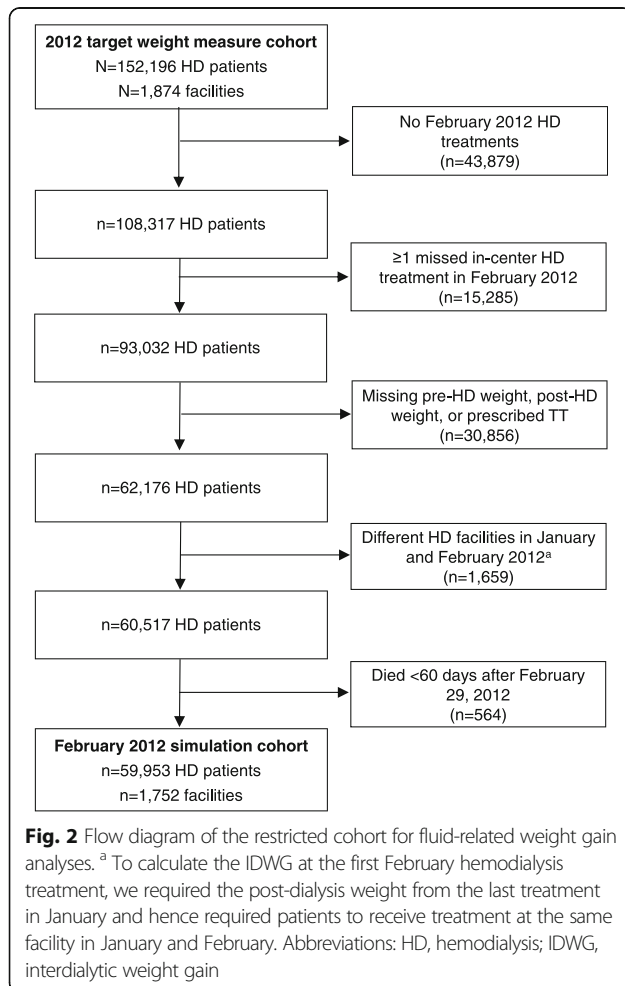 2012 target weight measure cohort
N=152,196 HD patients
N=1,874 facilities
No February 2012 HD
treatments
(n=43,879)
n=108,317 HD patients
≥1 missed in-center HD
treatment in February 2012
(n=15,285)
n=93,032 HD patients
Missing pre-HD weight, post-HD
weight, or prescribed TT
(n=30,856)
n=62,176 HD patients
Different HD facilities in January
and February 2012ᵃ
(n=1,659)
n=60,517 HD patients
Died <60 days after February
29, 2012
(n=564)
February 2012 simulation cohort
n=59,953 HD patients
n=1,752 facilities
Fig. 2 Flow diagram of the restricted cohort for fluid-related weight gain
analyses. ᵃ To calculate the IDWG at the first February hemodialysis
treatment, we required the post-dialysis weight from the last treatment
in January and hence required patients to receive treatment at the same
facility in January and February. Abbreviations: HD, hemodialysis; IDWG,
interdialytic weight gain